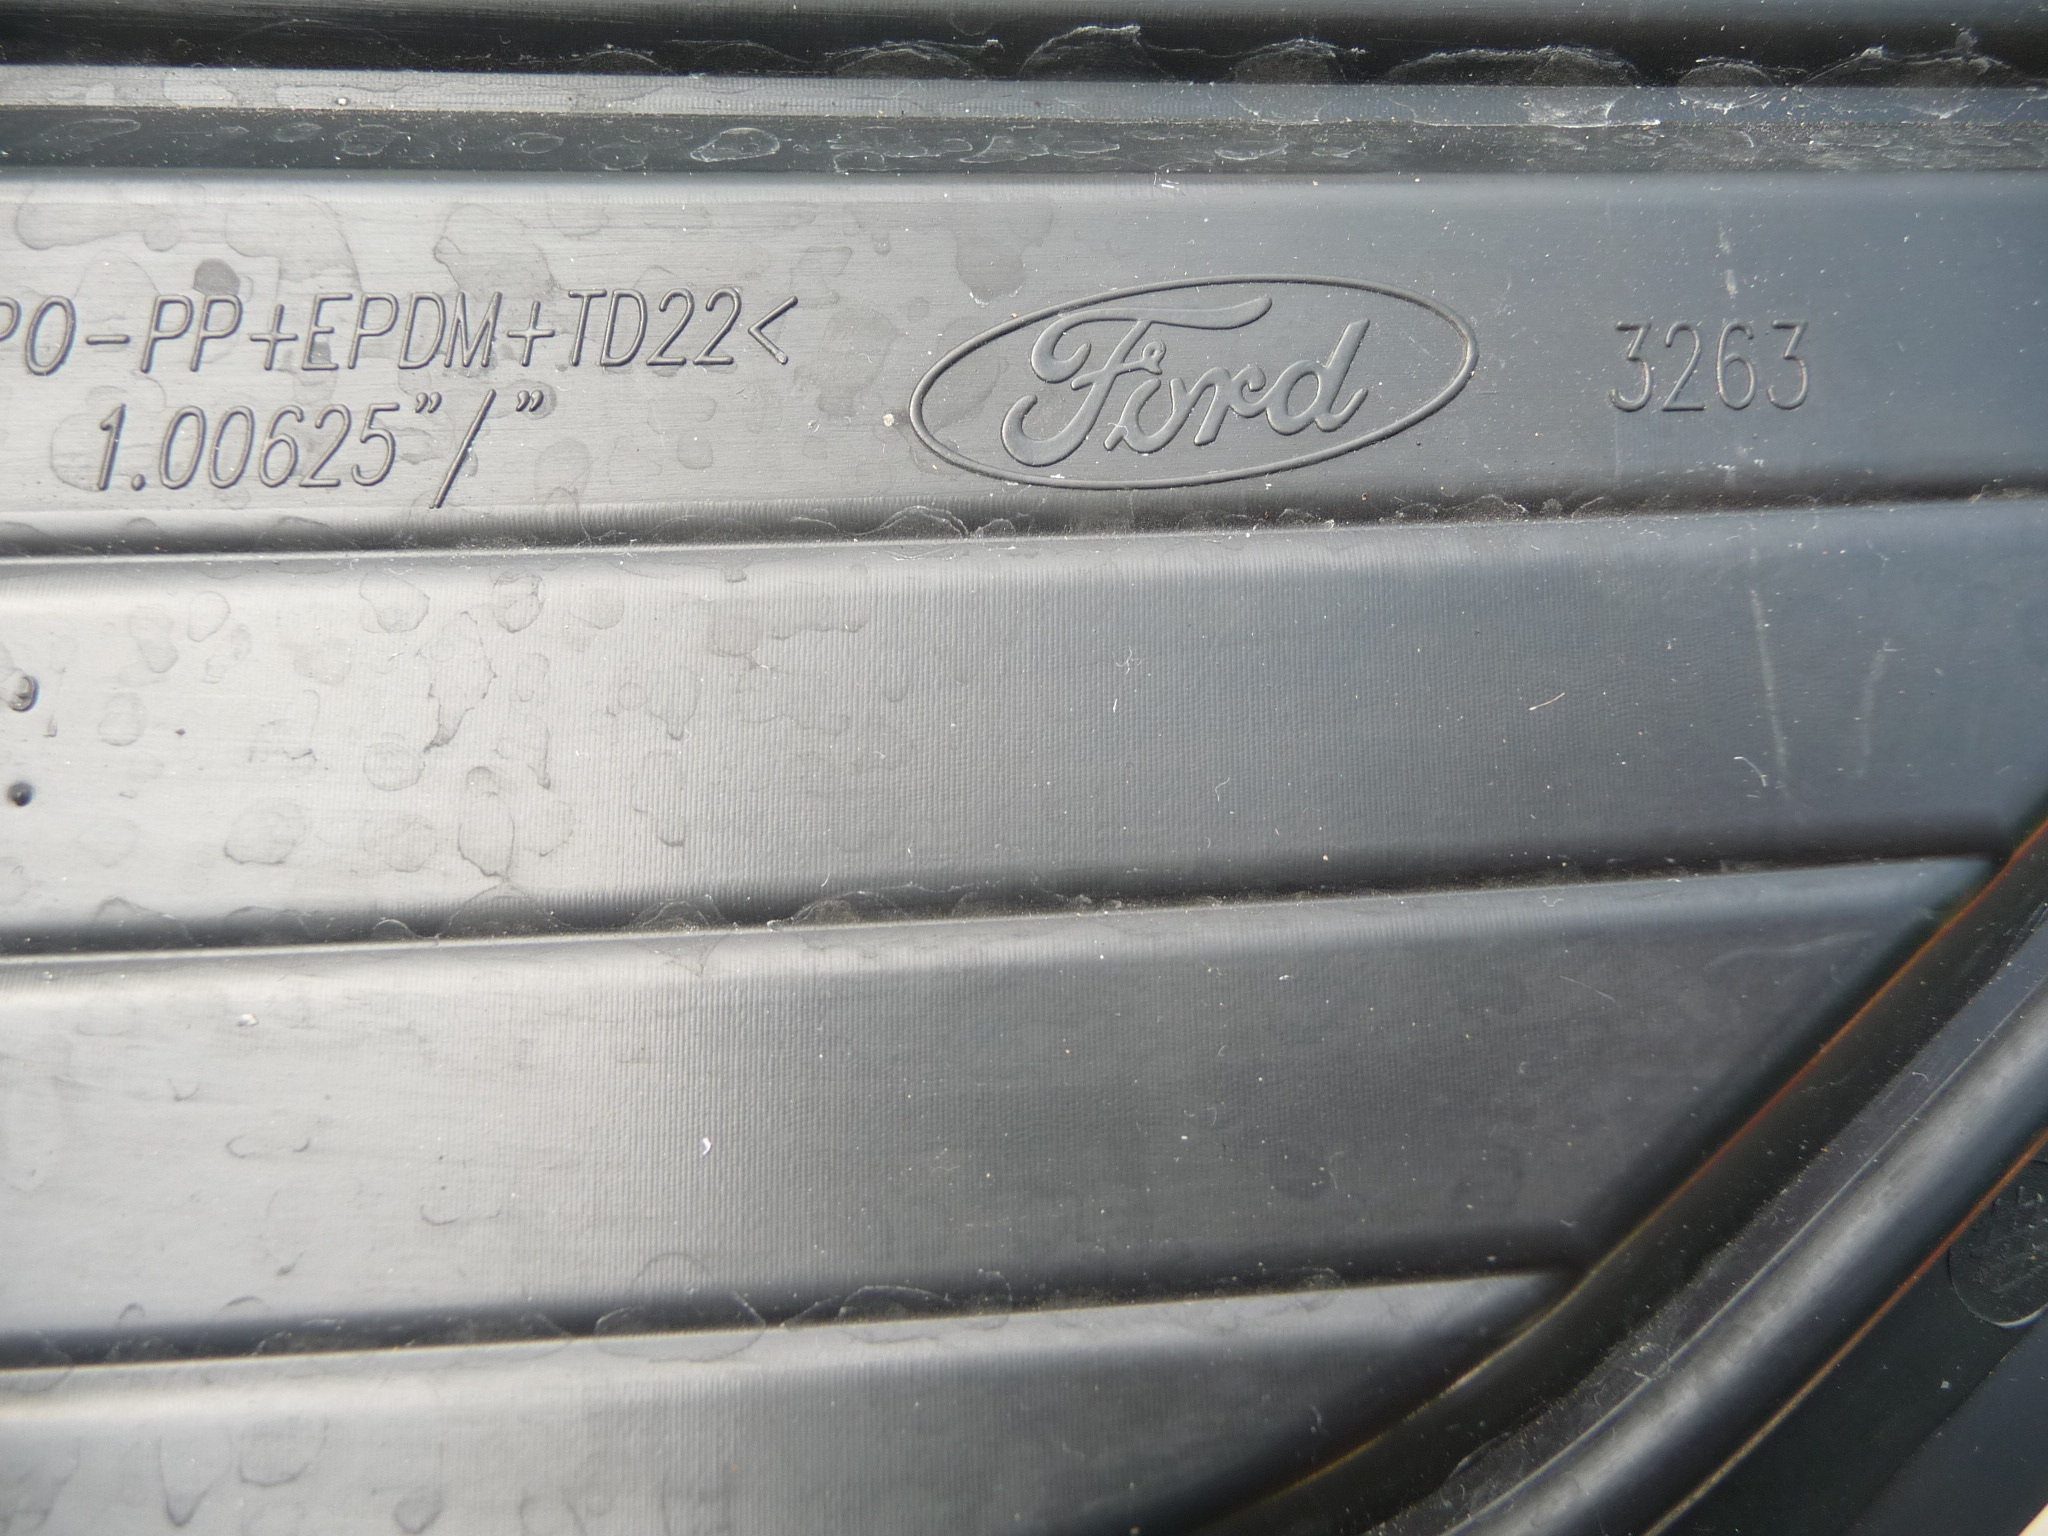 PO-PP+EPDM+TD22<
1.00625"/"
Ford
3263